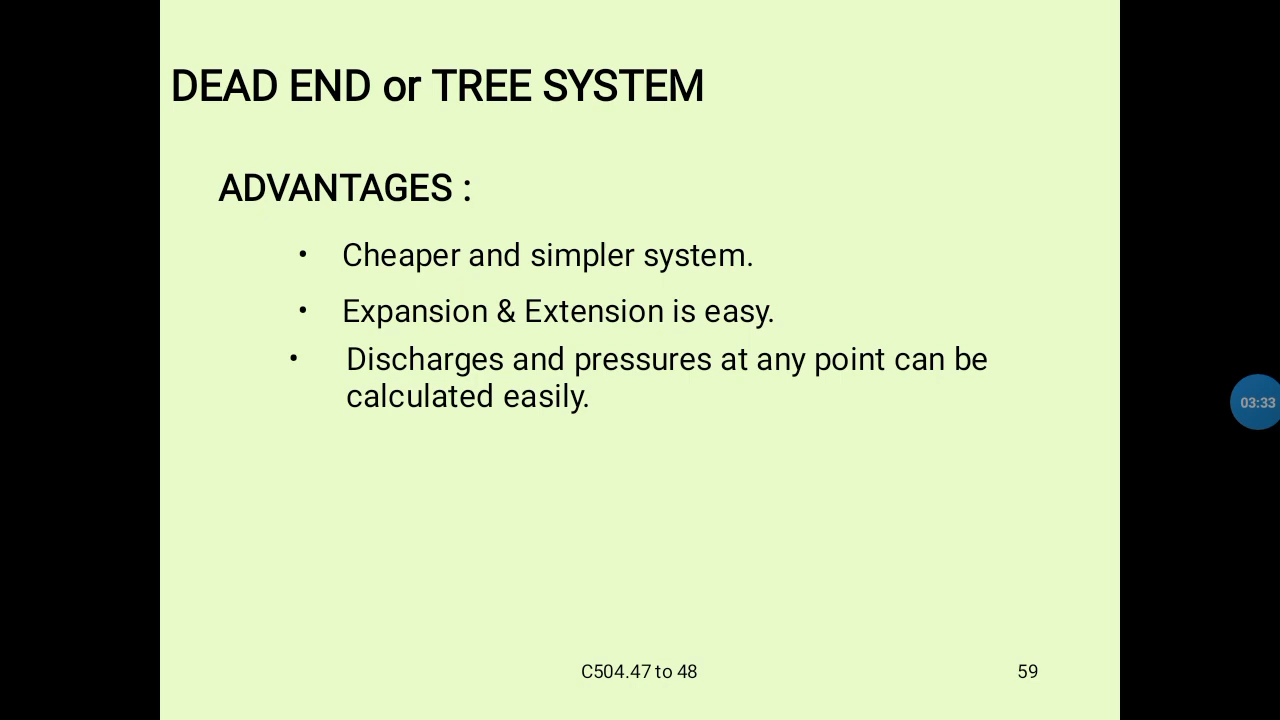 DEAD END or TREE SYSTEM
ADVANTAGES :
• Cheaper and simpler system.
• Expansion & Extension is easy.
• Discharges and pressures at any point can be
calculated easily.
03:33
C504.47 to 48
59